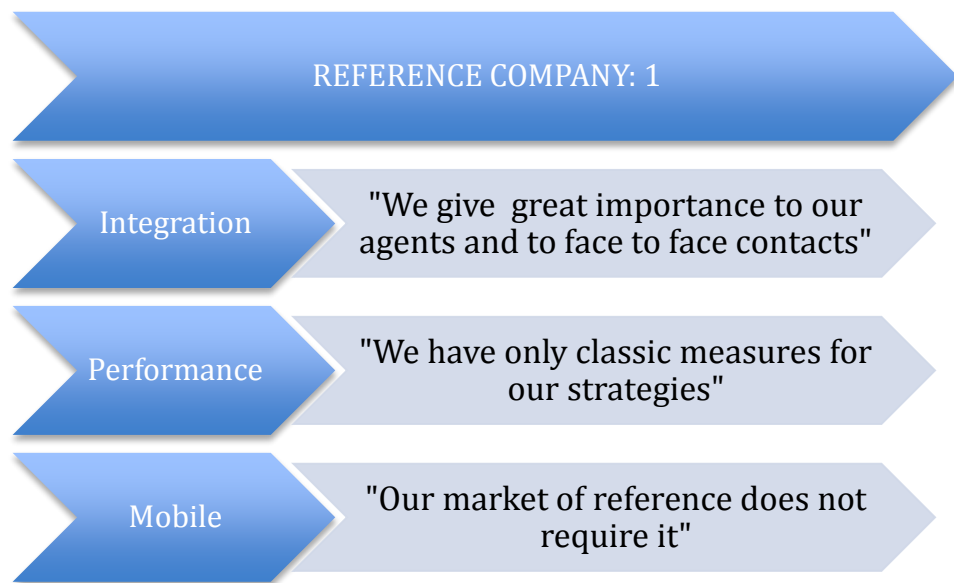 REFERENCE COMPANY: 1
Integration
"We give  great importance to our
agents and to face to face contacts"
Performance
"We have only classic measures for
our strategies"
Mobile
"Our market of reference does not
require it"